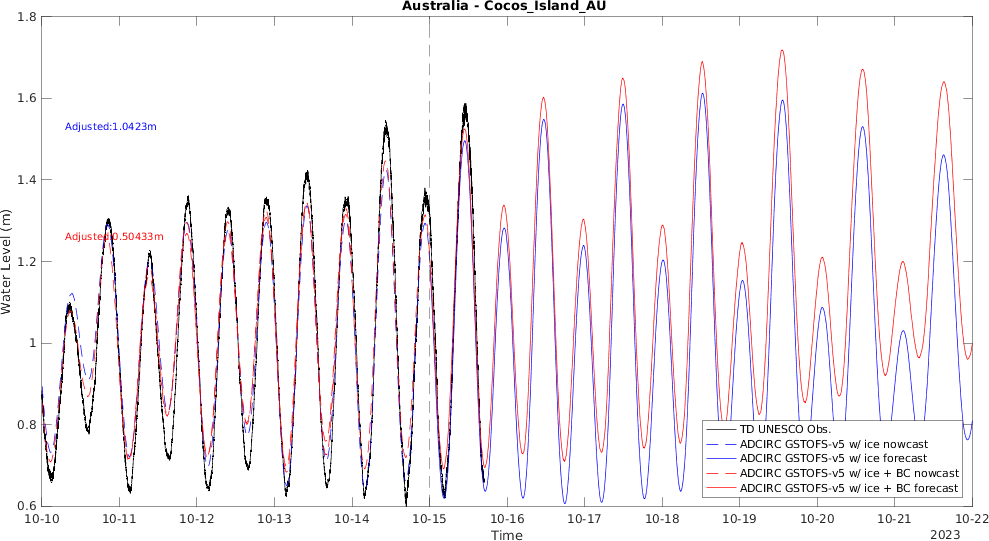 Australia - Cocos_Island_AU
1.8
1.6
1.4
1.2
1
0.8
0.6
Water Level (m)
Adjusted:1.0423m
Adjusted:0.50433m
TD UNESCO Obs.
ADCIRC GSTOFS-v5 w/ ice nowcast
ADCIRC GSTOFS-v5 w/ ice forecast
ADCIRC GSTOFS-v5 w/ ice + BC nowcast
ADCIRC GSTOFS-v5 w/ ice + BC forecast
10-10 10-11 10-12 10-13 10-14 10-15 10-16 10-17 10-18 10-19 10-20 10-21 10-22
Time
2023